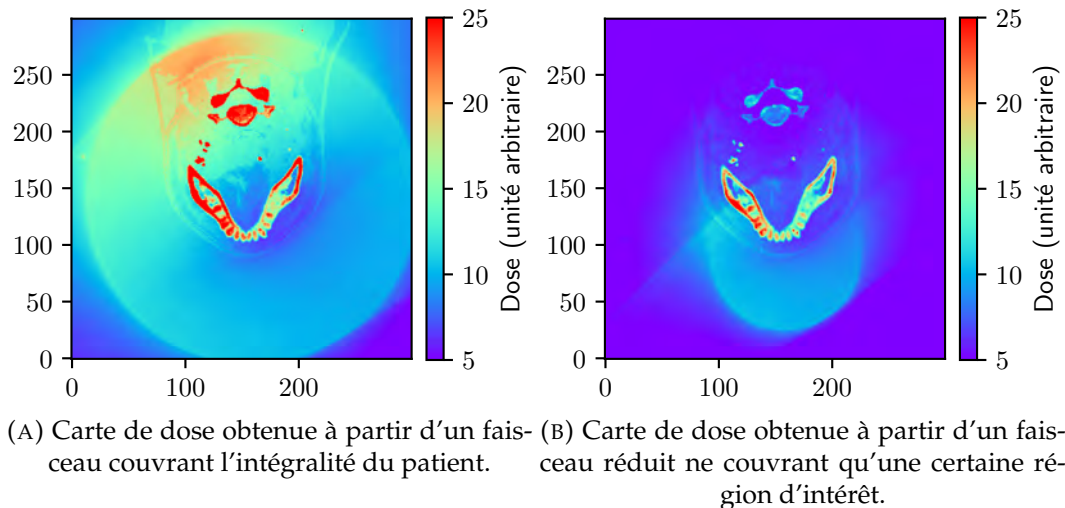 25
20
15
10
5
Dose (unité arbitraire)
250
200
150
100
50
0
0 100 200
25
20
15
10
5
Dose (unité arbitraire)
250
200
150
100
50
0
0 100 200
(A) Carte de dose obtenue à partir d'un fais-
ceau couvrant l'intégralité du patient.
(B) Carte de dose obtenue à partir d'un fais-
ceau réduit ne couvrant qu'une certaine ré-
gion d'intérêt.